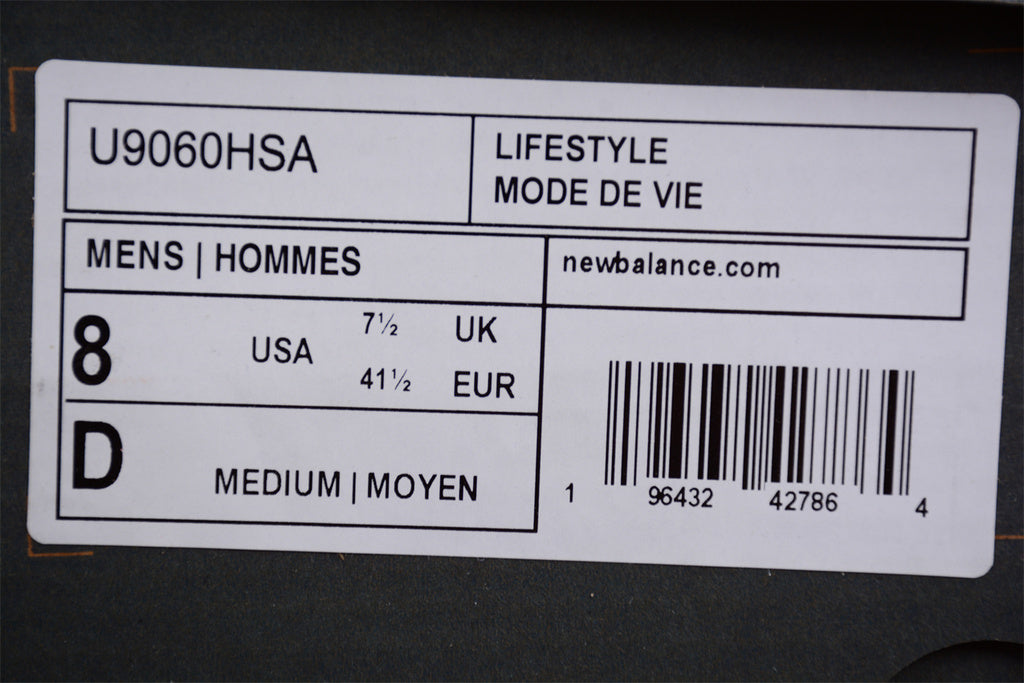 U9060HSA
LIFESTYLE
MODE DE VIE
MENS | HOMMES
newbalance.com
8 USA 7½ UK
41½ EUR
D MEDIUM | MOYEN
1 96432 42786 4